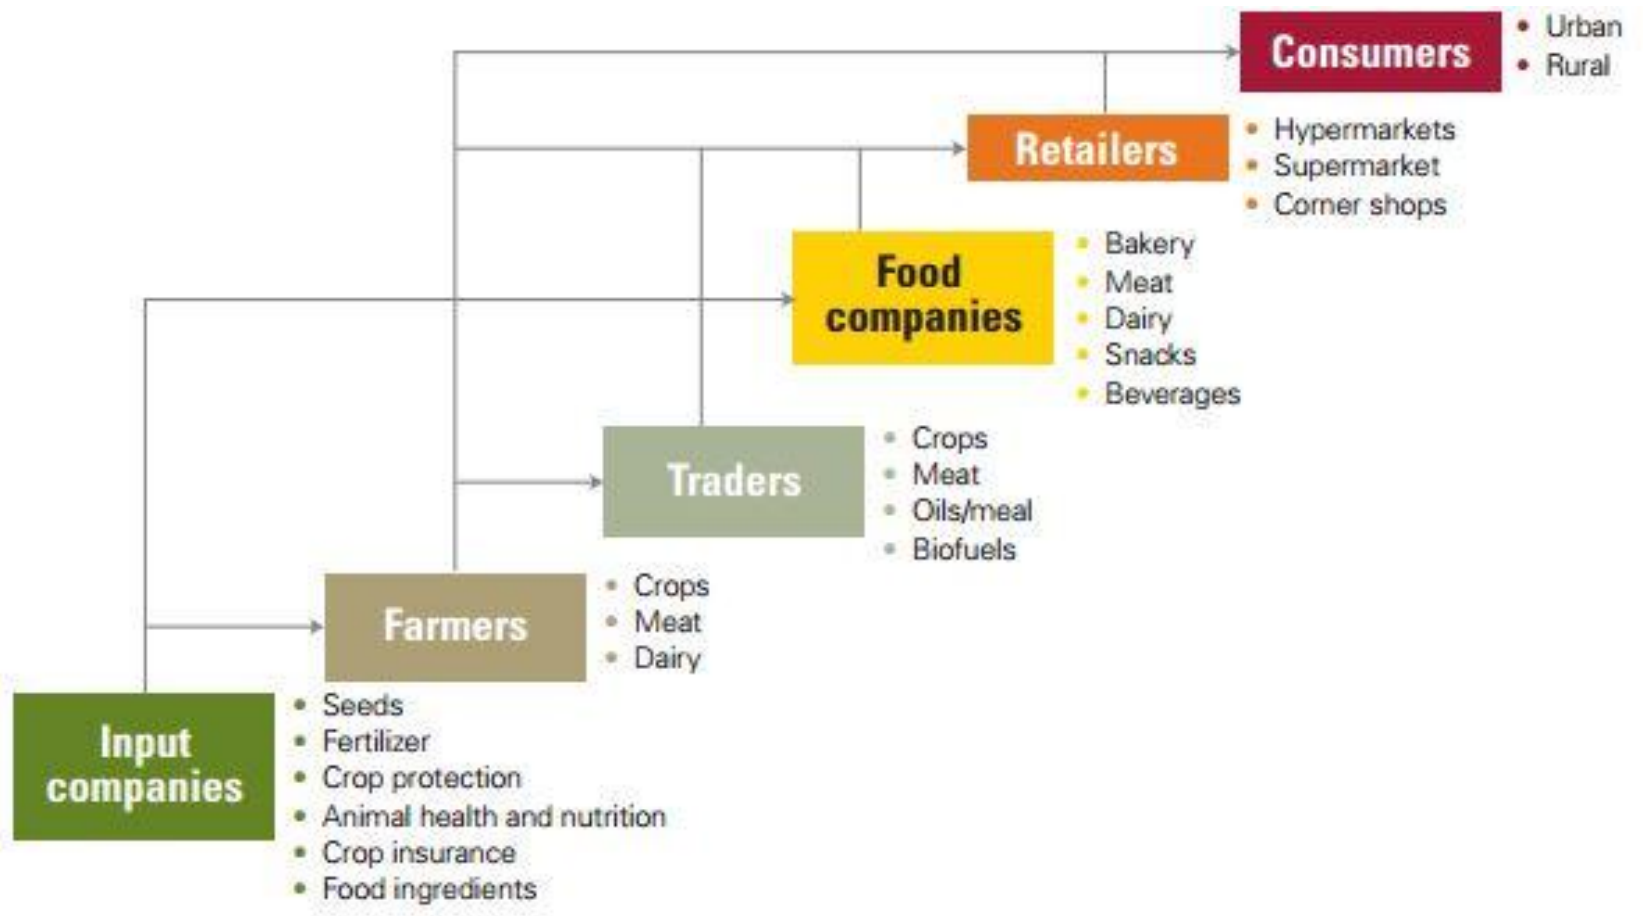 Consumers
• Urban
• Rural
Retailers
• Hypermarkets
• Supermarket
• Corner shops
Food
companies
• Bakery
• Meat
• Dairy
• Snacks
• Beverages
Traders
• Crops
• Meat
• Oils/meal
• Biofuels
Farmers
• Crops
• Meat
• Dairy
Input
companies
• Seeds
• Fertilizer
• Crop protection
• Animal health and nutrition
• Crop insurance
• Food ingredients